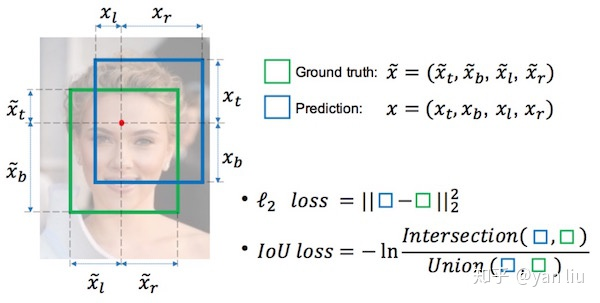 x_l x_r
x̃_t
x̃_b
x_t
x_b
x̃_l x̃_r
Ground truth: x̃ = (x̃_t, x̃_b, x̃_l, x̃_r)
Prediction: x = (x_t, x_b, x_l, x_r)
• ℓ_2 loss = ||□ − □||_2^2
• IoU loss = −ln Intersection(□, □) / Union(□, □)
知乎 @yan liu